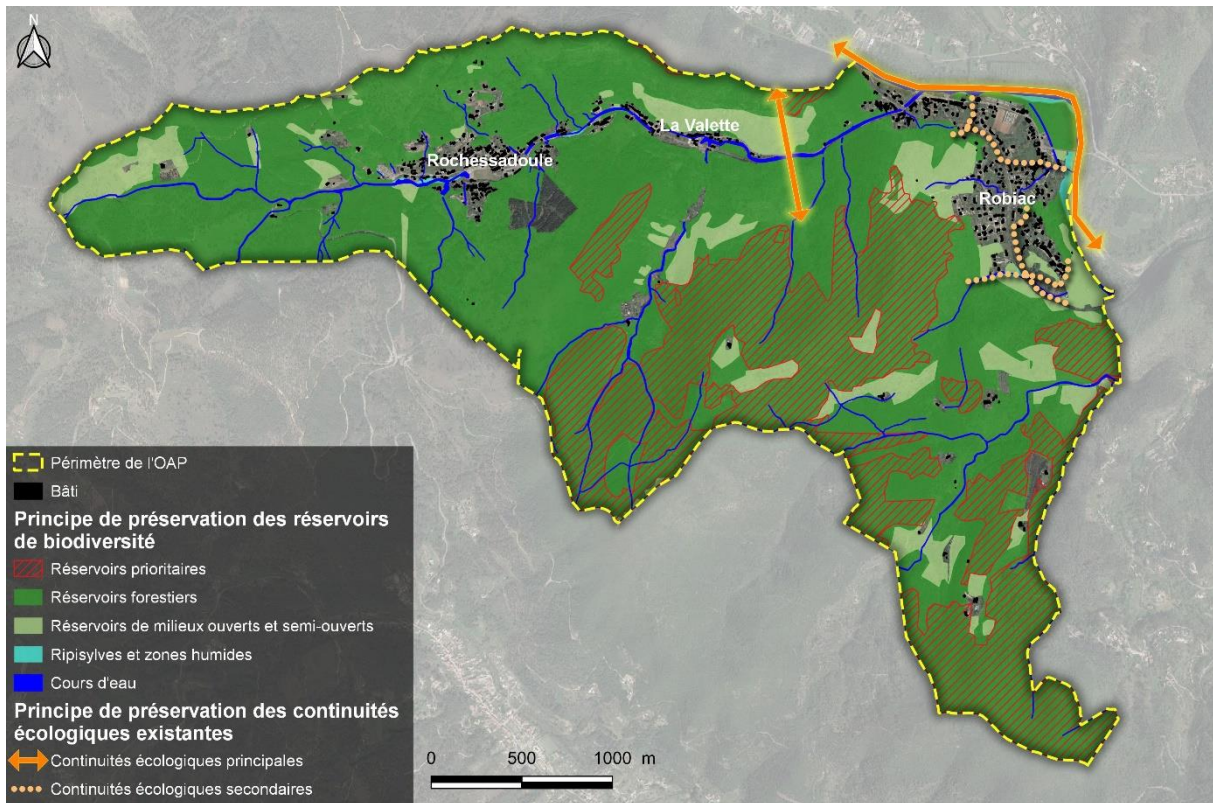 N
La Valette
Rochessadoule
Robiac
Périmètre de l'OAP
Bâti
Principe de préservation des réservoirs
de biodiversité
Réservoirs prioritaires
Réservoirs forestiers
Réservoirs de milieux ouverts et semi-ouverts
Ripisylves et zones humides
Cours d'eau
Principe de préservation des continuités
écologiques existantes
Continuités écologiques principales
Continuités écologiques secondaires
0 500 1000 m